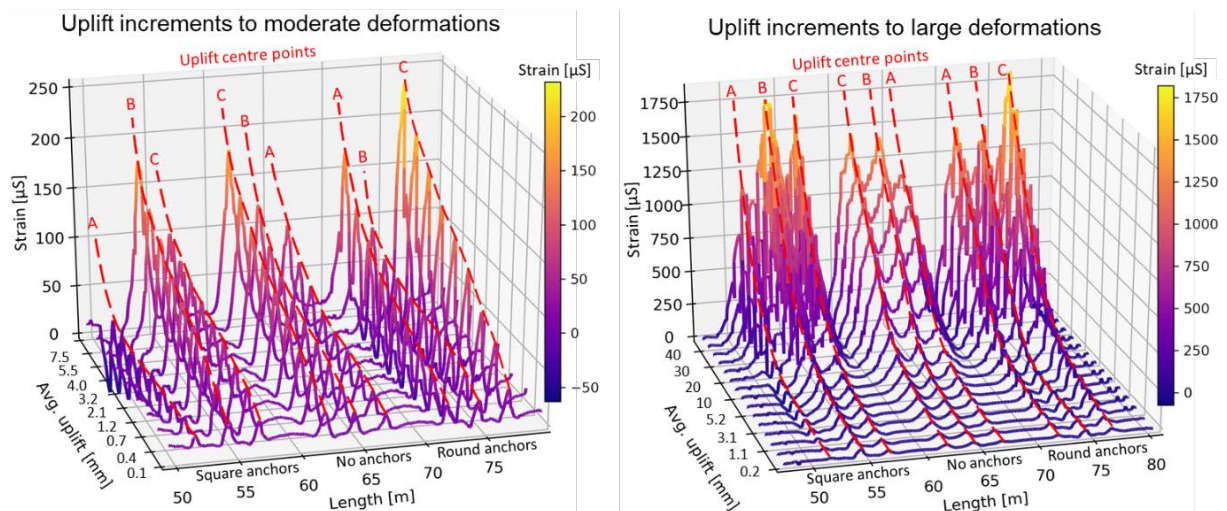 Uplift increments to moderate deformations
Uplift centre points
Strain [µS]
A
B
C
C
B
A
A
B
C
250
200
150
100
50
0
Strain [µS]
200
150
100
50
0
−50
7.5
5.5
4.0
3.2
2.1
1.2
0.7
0.4
0.1
Avg. uplift [mm]
50
55
60
65
70
75
Square anchors
No anchors
Round anchors
Length [m]
Uplift increments to large deformations
Uplift centre points
Strain [µS]
A
B
C
C
B
A
A
B
C
1750
1500
1250
1000
750
500
250
0
Strain [µS]
1750
1500
1250
1000
750
500
250
0
40
30
20
10
5.2
3.1
1.1
0.2
Avg. uplift [mm]
50
55
60
65
70
75
80
Square anchors
No anchors
Round anchors
Length [m]